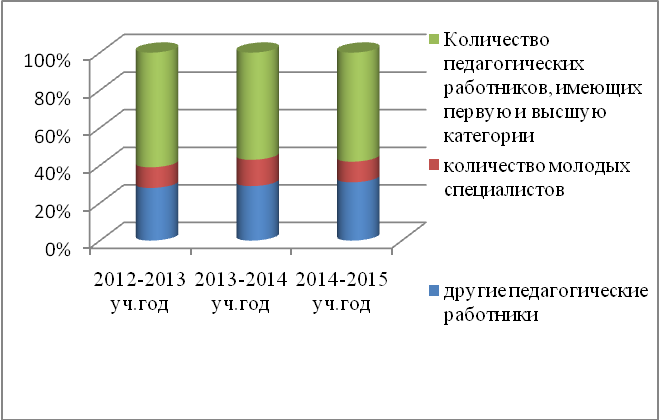 100%
80%
60%
40%
20%
0%
2012-2013
уч.год
2013-2014
уч.год
2014-2015
уч.год
Количество
педагогических
работников, имеющих
первую и высшую
категории
количество молодых
специалистов
другие педагогические
работники